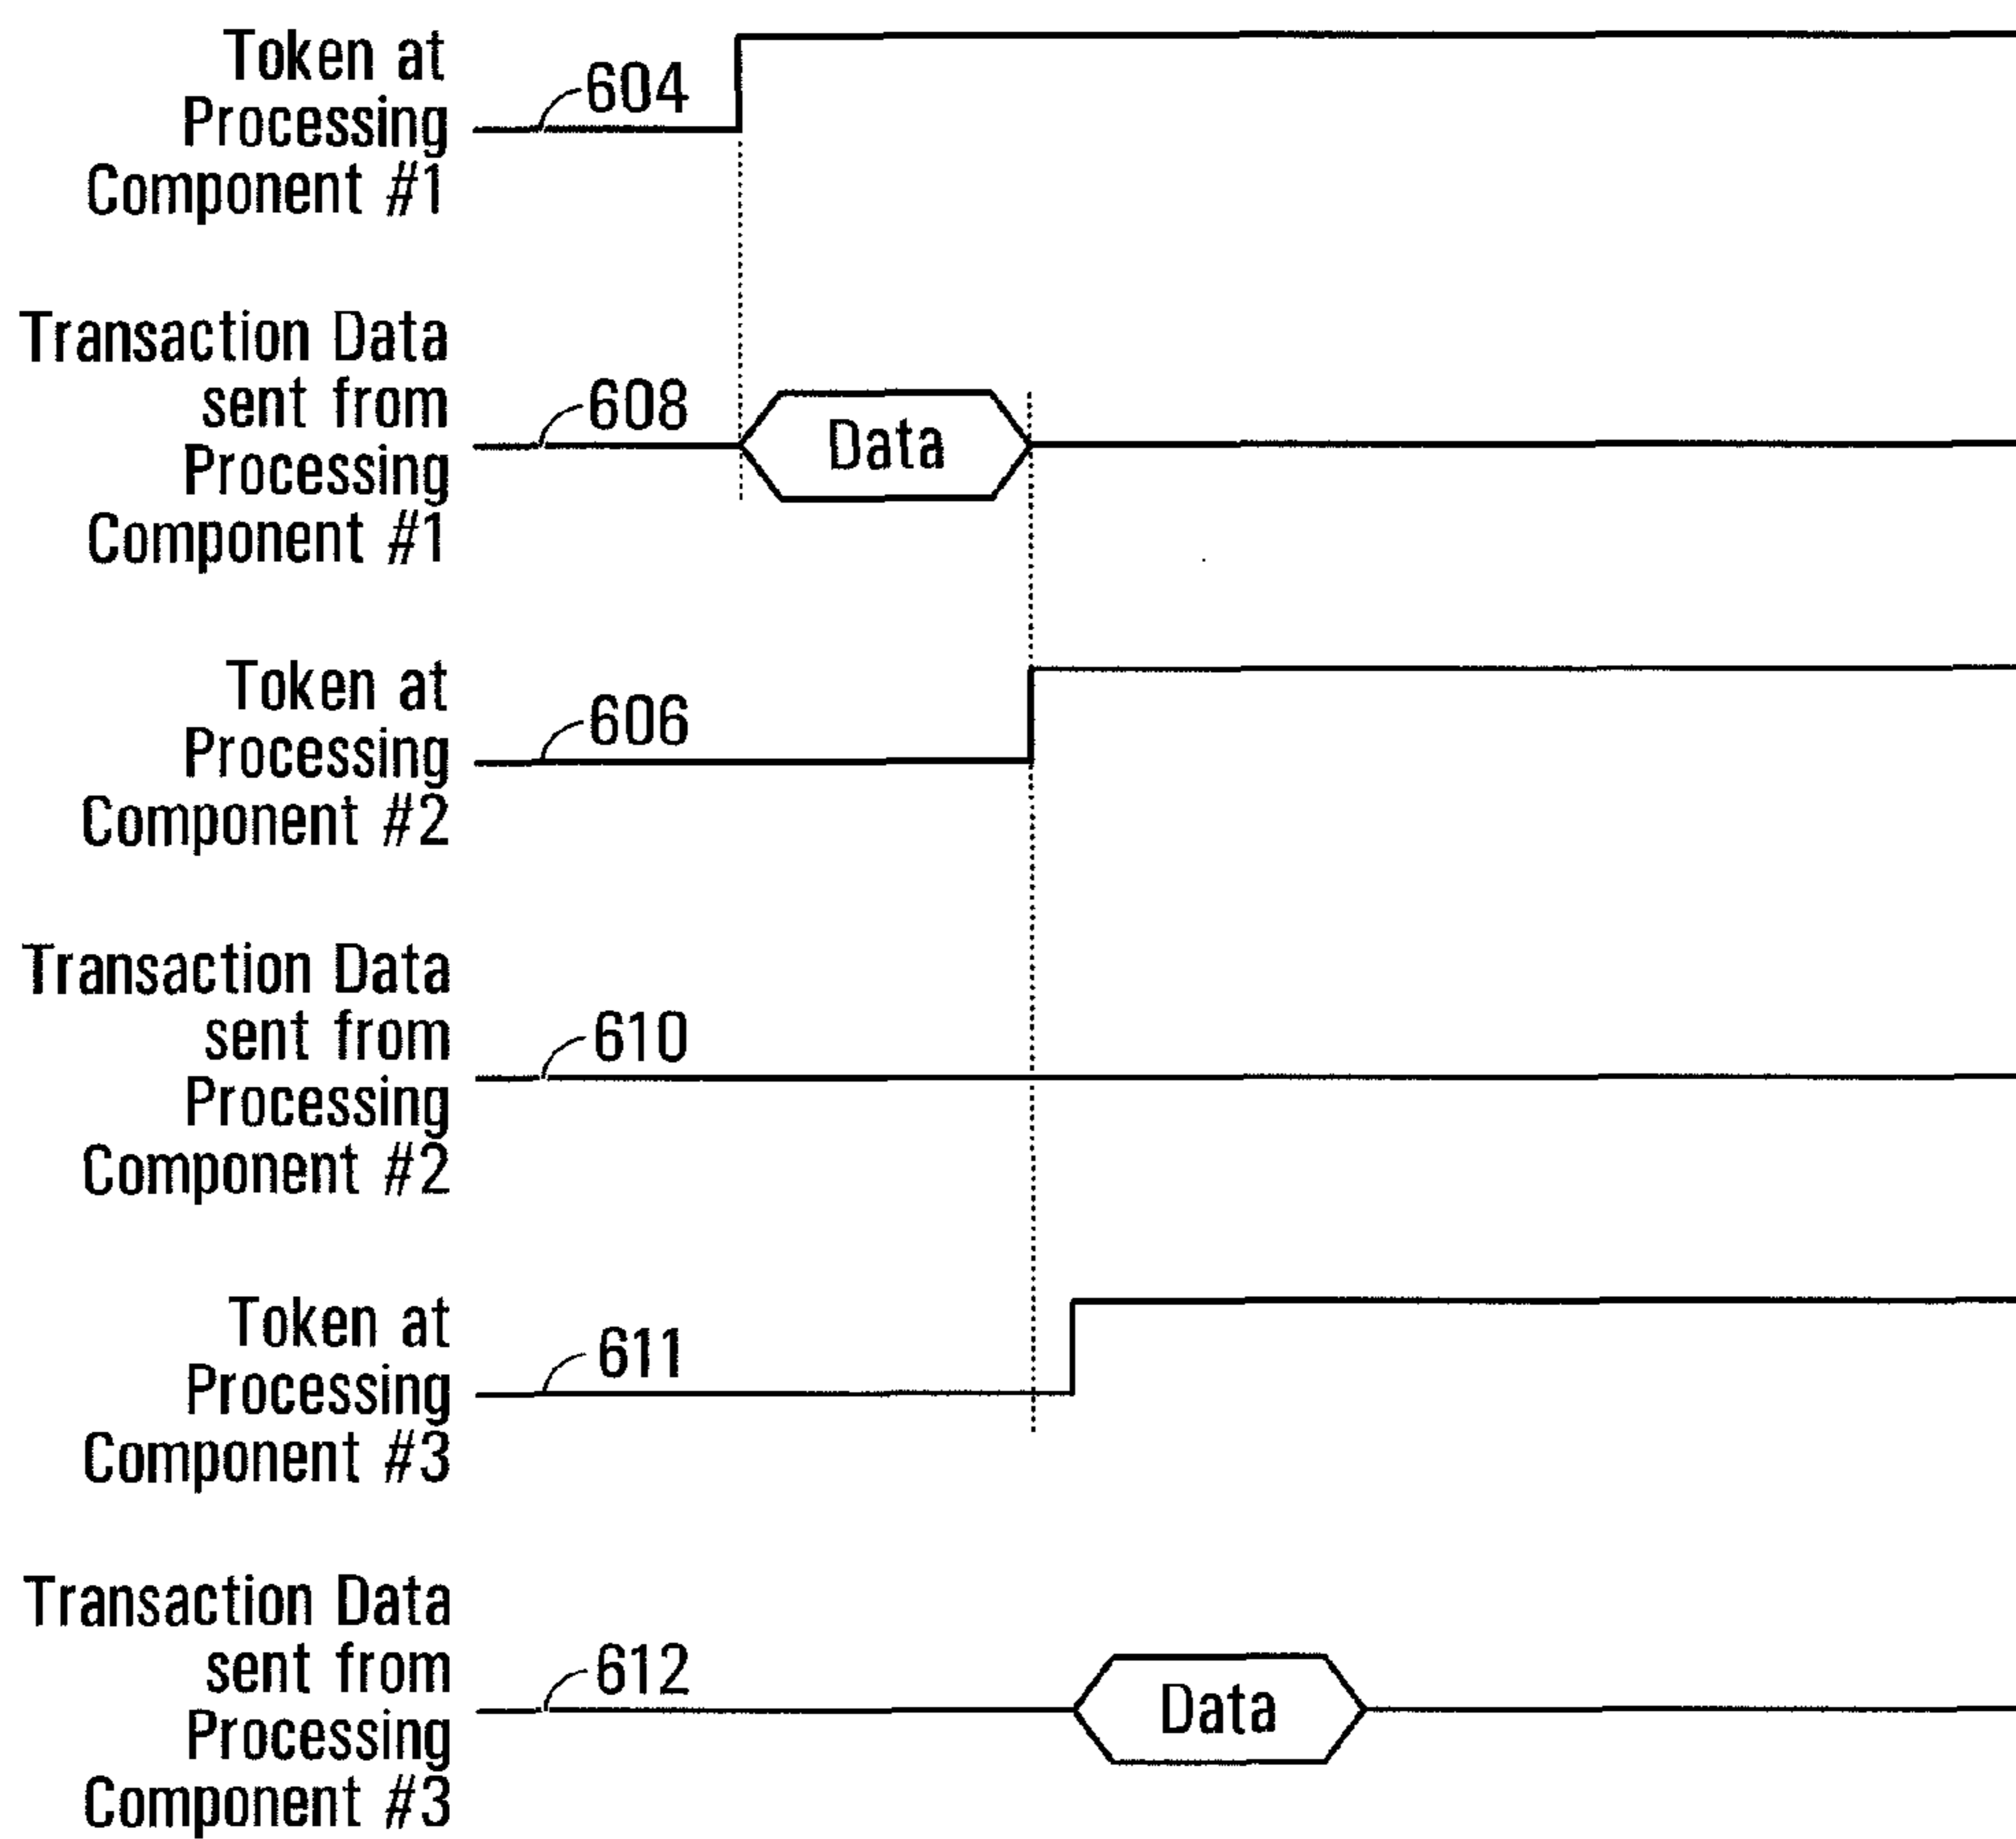 Token at
Processing
Component #1
604
Transaction Data
sent from
Processing
Component #1
608
Data
Token at
Processing
Component #2
606
Transaction Data
sent from
Processing
Component #2
610
Token at
Processing
Component #3
611
Transaction Data
sent from
Processing
Component #3
612
Data